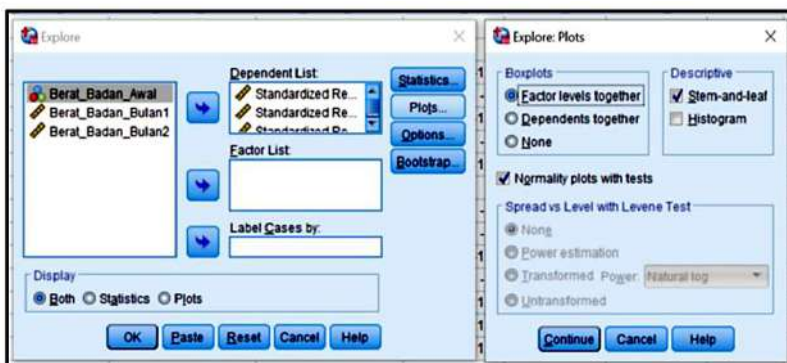 Explore
Berat_Badan_Awal
Berat_Badan_Bulan1
Berat_Badan_Bulan2
Dependent List:
Standardized Re...
Standardized Re...
Standardized Re...
Factor List:
Label Cases by:
Statistics...
Plots...
Options...
Bootstrap...
Display
Both
Statistics
Plots
OK
Paste
Reset
Cancel
Help
Explore: Plots
Boxplots
Factor levels together
Dependents together
None
Descriptive
Stem-and-leaf
Histogram
Normality plots with tests
Spread vs Level with Levene Test
None
Power estimation
Transformed Power: Natural log
Untransformed
Continue
Cancel
Help